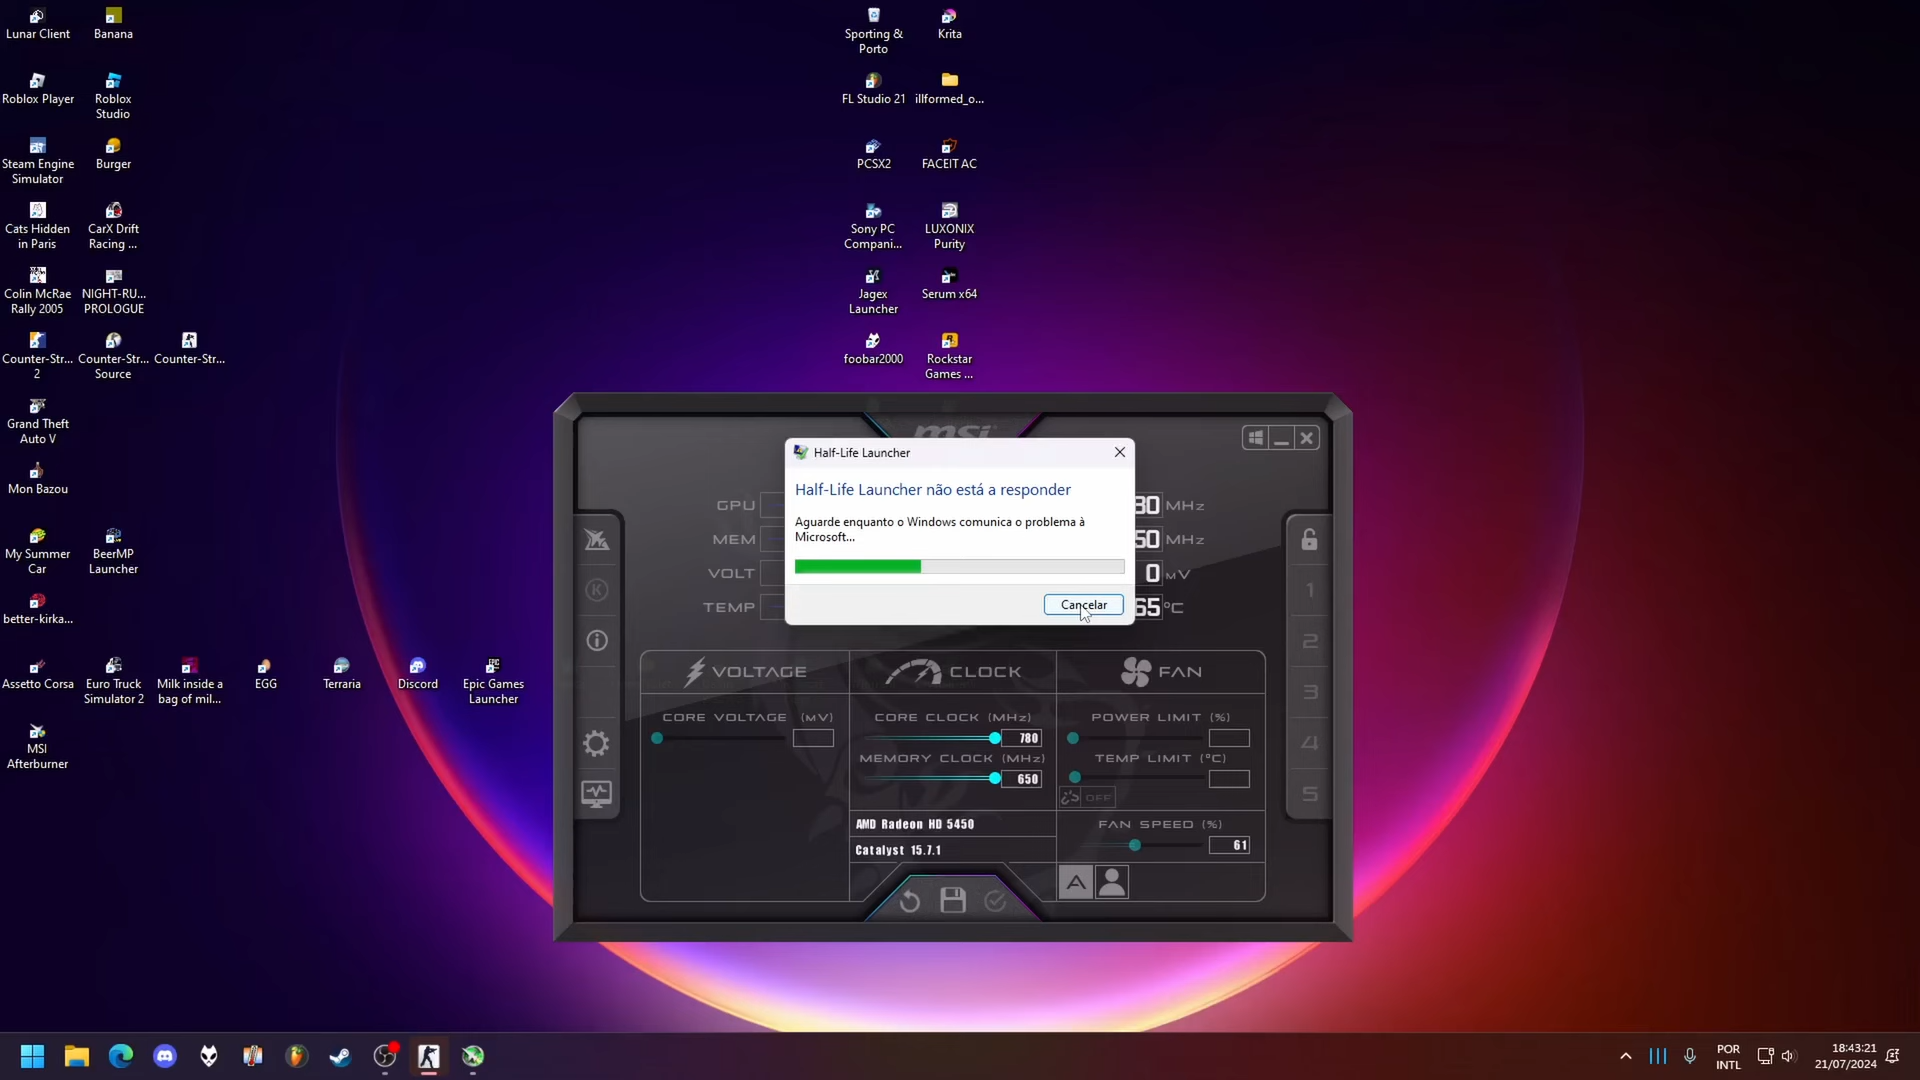 Lunar Client
Banana
Sporting &
Porto
Krita
Roblox Player
Roblox
Studio
FL Studio 21
illformed_o...
Steam Engine
Simulator
Burger
PCSX2
FACEIT AC
Cats Hidden
in Paris
CarX Drift
Racing ...
Sony PC
Compani...
LUXONIX
Purity
Colin McRae
Rally 2005
NIGHT-RU...
PROLOGUE
Jagex
Launcher
Serum x64
Counter-Str...
2
Counter-Str...
Source
Counter-Str...
foobar2000
Rockstar
Games ...
Grand Theft
Auto V
Mon Bazou
My Summer
Car
BeerMP
Launcher
better-kirka...
Assetto Corsa
Euro Truck
Simulator 2
Milk inside a
bag of mil...
EGG
Terraria
Discord
Epic Games
Launcher
MSI
Afterburner
msi
Half-Life Launcher
Half-Life Launcher não está a responder
Aguarde enquanto o Windows comunica o problema à
Microsoft...
Cancelar
GPU
MHz
MEM
MHz
VOLT
0 mV
TEMP
65 °C
K
i
1
2
3
4
5
VOLTAGE
CLOCK
FAN
CORE VOLTAGE (MV)
CORE CLOCK (MHz)
780
MEMORY CLOCK (MHz)
650
POWER LIMIT (%)
TEMP LIMIT (°C)
OFF
AMD Radeon HD 5450
Catalyst 15.7.1
FAN SPEED (%)
61
A
POR
INTL
18:43:21
21/07/2024